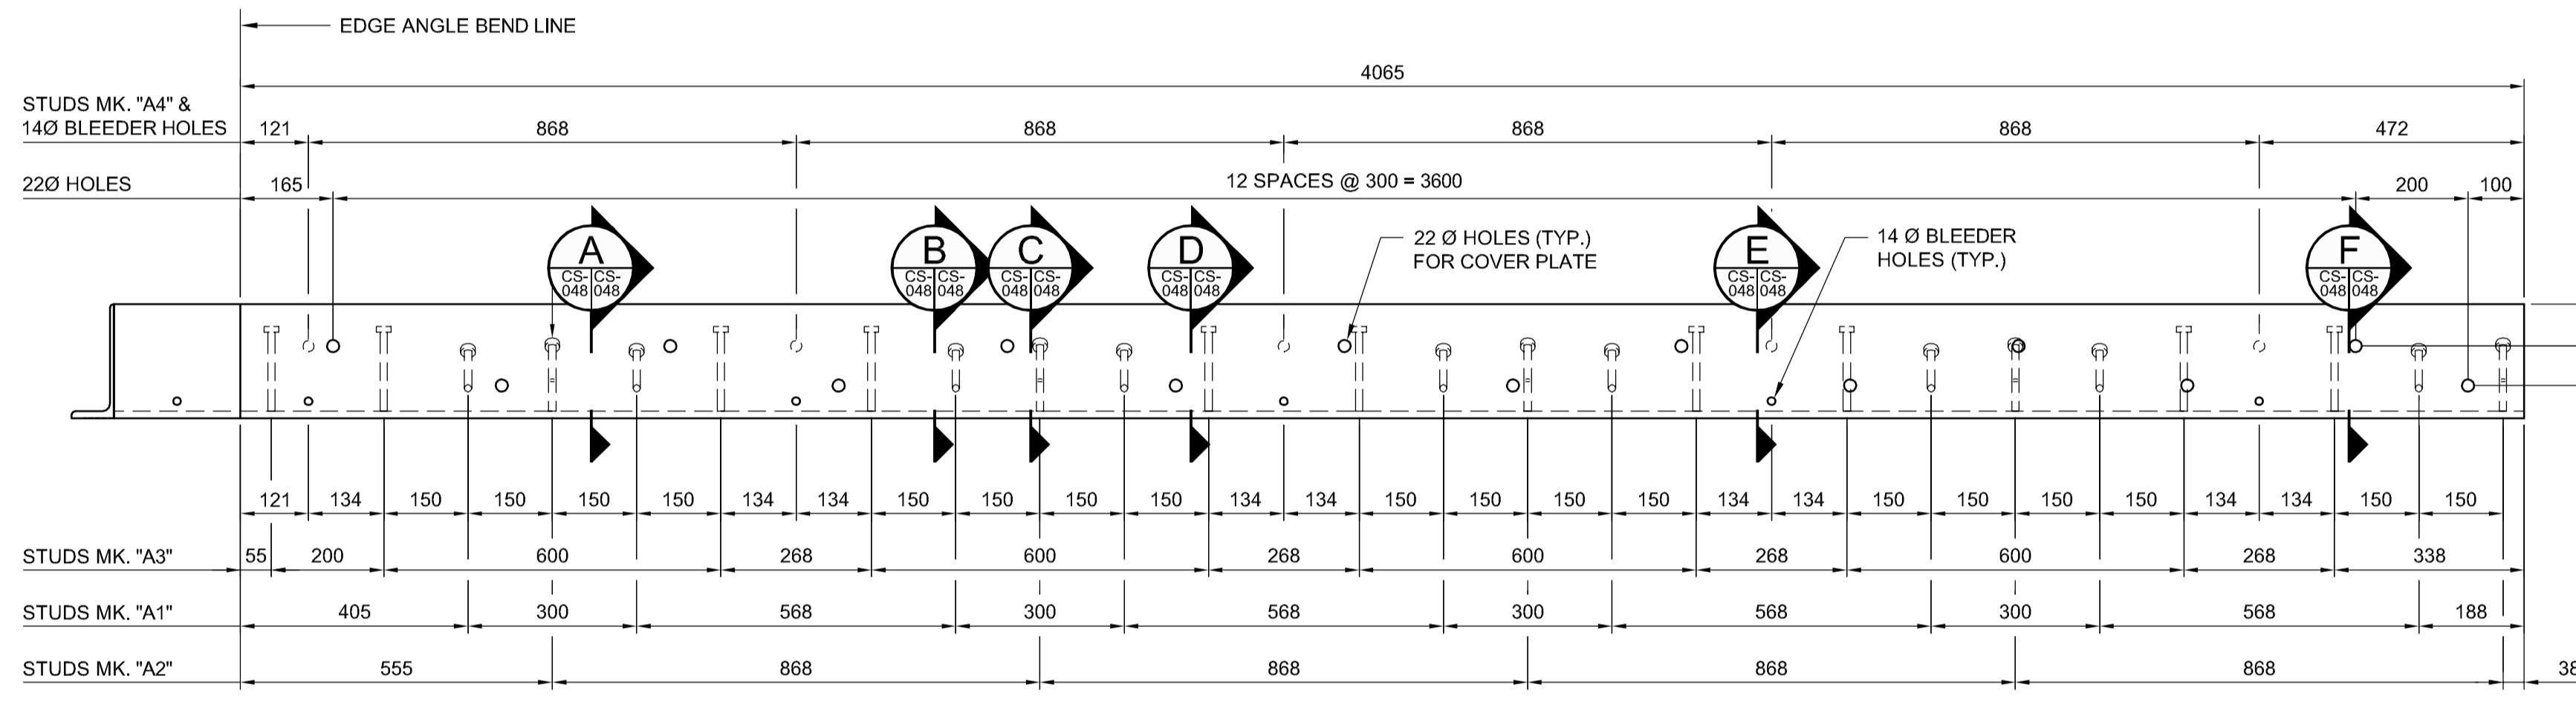 EDGE ANGLE BEND LINE
4065
STUDS MK. "A4" &
14Ø BLEEDER HOLES
121 868 868 868 868 472
22Ø HOLES
165 12 SPACES @ 300 = 3600 200 100
A B C D E F
CS- CS- CS- CS- CS- CS- CS- CS- CS- CS- CS- CS-
048 048 048 048 048 048 048 048 048 048 048 048
22 Ø HOLES (TYP.)
FOR COVER PLATE
14 Ø BLEEDER
HOLES (TYP.)
121 134 150 150 150 150 134 134 150 150 150 150 134 134 150 150 150 150 134 134 150 150 150 150 134 134 150 150
STUDS MK. "A3" 55 200 600 268 600 268 600 268 600 268 338
STUDS MK. "A1" 405 300 568 300 568 300 568 300 568 188
STUDS MK. "A2" 555 868 868 868 868 38